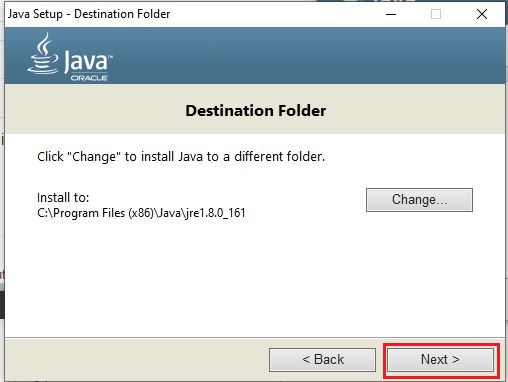 Java Setup - Destination Folder
Java™
ORACLE
Destination Folder
Click "Change" to install Java to a different folder.
Install to:
C:\Program Files (x86)\Java\jre1.8.0_161
Change...
< Back
Next >